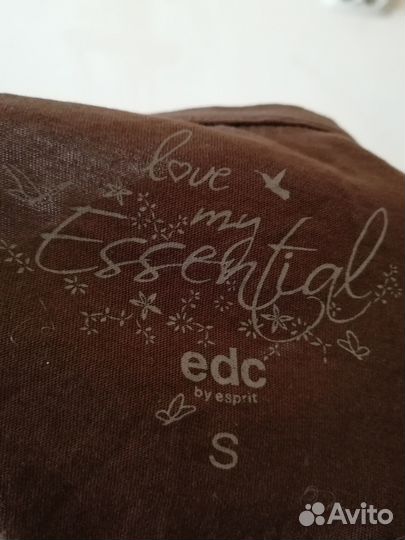 love
my
Essential
edc
by esprit
S
Avito